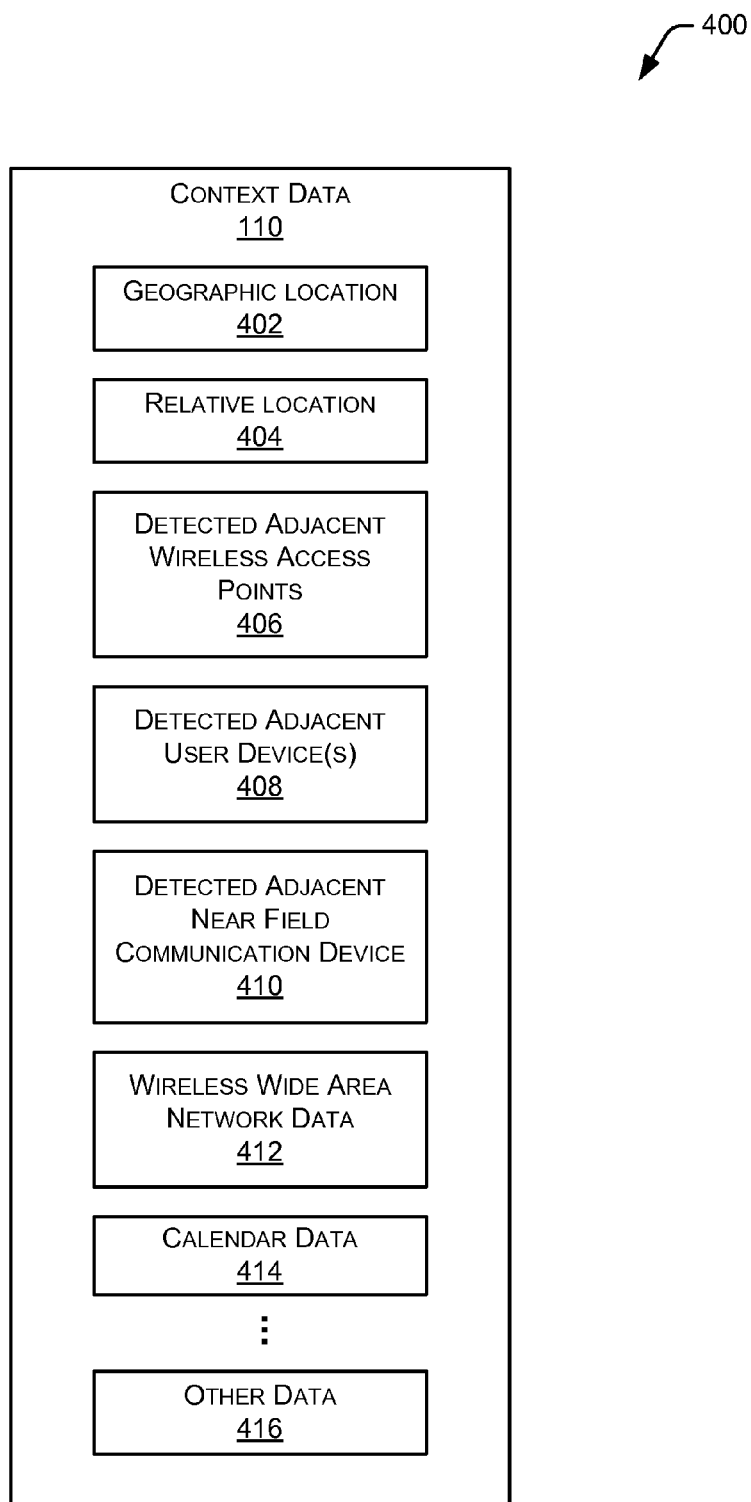 400
CONTEXT DATA
110
GEOGRAPHIC LOCATION
402
RELATIVE LOCATION
404
DETECTED ADJACENT
WIRELESS ACCESS
POINTS
406
DETECTED ADJACENT
USER DEVICE(S)
408
DETECTED ADJACENT
NEAR FIELD
COMMUNICATION DEVICE
410
WIRELESS WIDE AREA
NETWORK DATA
412
CALENDAR DATA
414
⋮
OTHER DATA
416